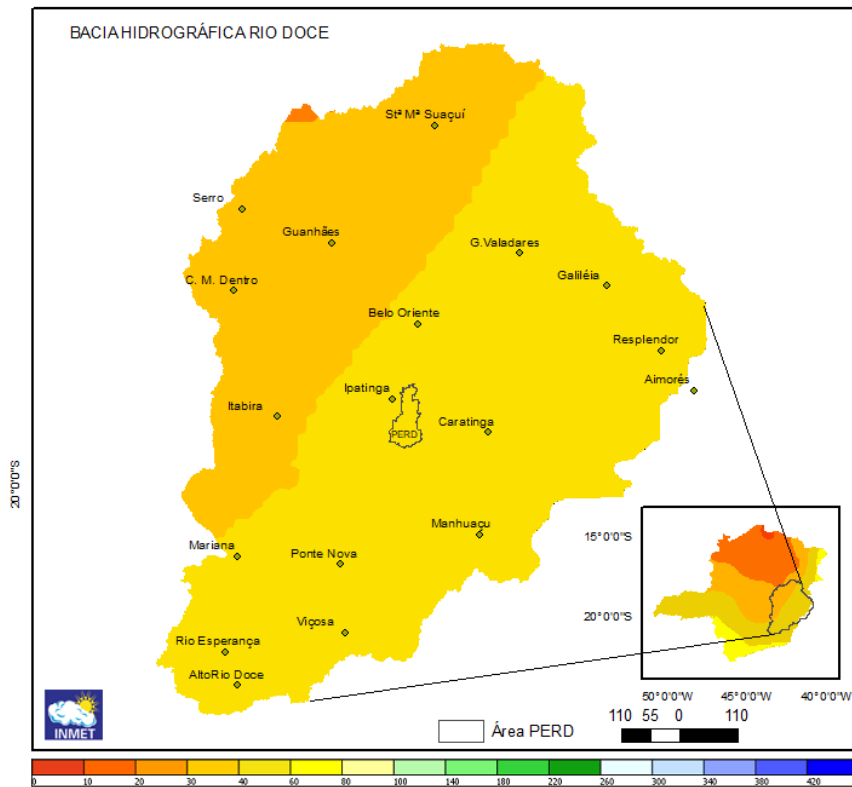 BACIA HIDROGRÁFICA RIO DOCE
Stª Mª Suaçuí
Serro
Guanhães
G.Valadares
C. M. Dentro
Galiléia
Belo Oriente
Resplendor
Ipatinga
Aimorés
Itabira
PERD
Caratinga
20°0'0"S
Manhuaçu
Mariana
Ponte Nova
15°0'0"S
Viçosa
20°0'0"S
Rio Esperança
Alto Rio Doce
50°0'0"W 45°0'0"W 40°0'0"W
INMET
Área PERD
110 55 0 110
0 10 20 30 40 60 80 100 140 180 220 260 300 340 380 420